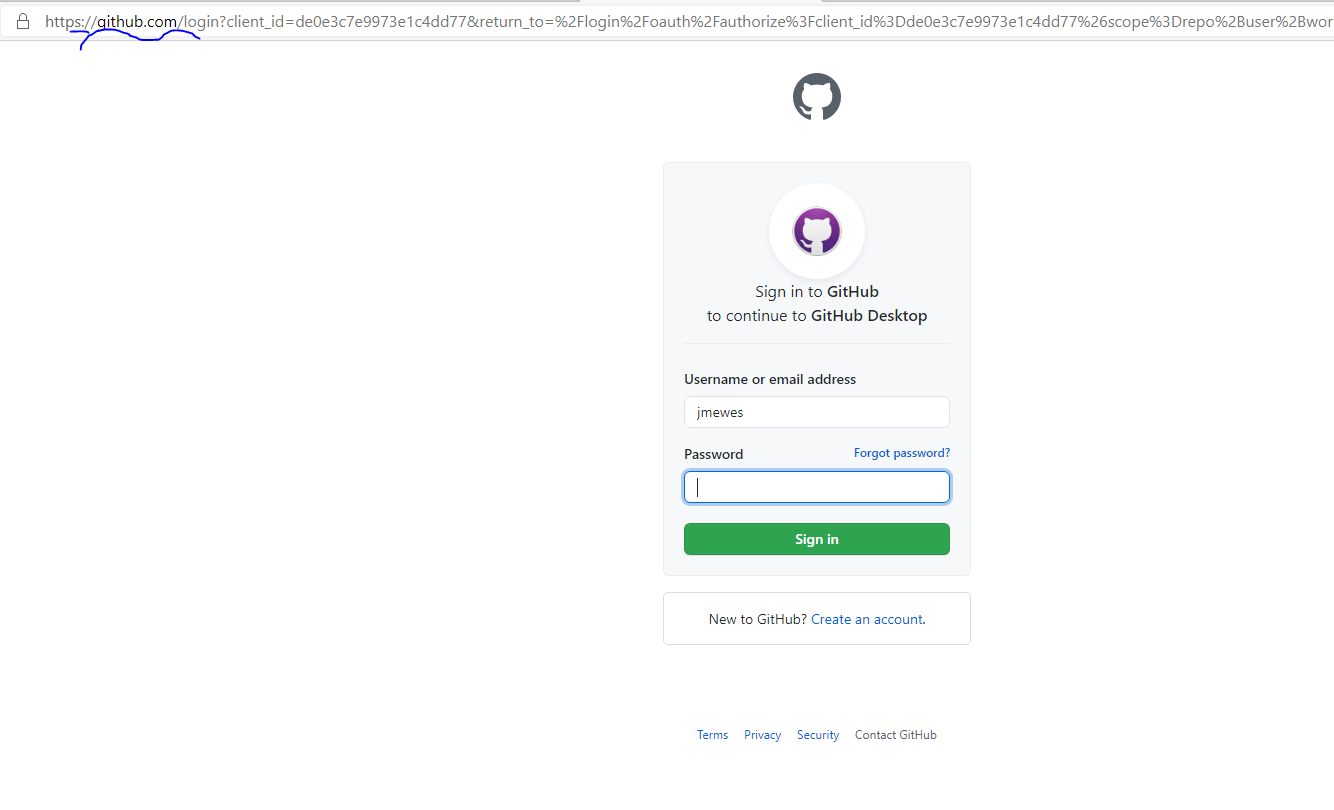 https://github.com/login?client_id=de0e3c7e9973e1c4dd77&return_to=%2Flogin%2Foauth%2Fauthorize%3Fclient_id%3Dde0e3c7e9973e1c4dd77%26scope%3Drepo%2Buser%2Bwor
Sign in to GitHub
to continue to GitHub Desktop
Username or email address
jmewes
Password Forgot password?
Sign in
New to GitHub? Create an account.
Terms Privacy Security Contact GitHub